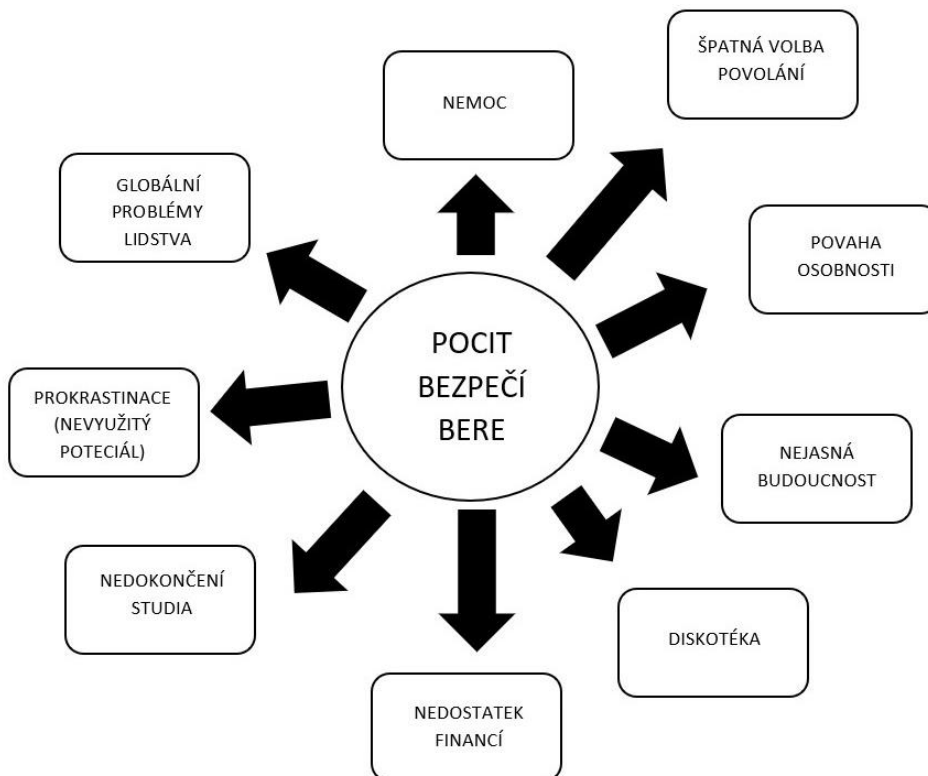 ŠPATNÁ VOLBA
POVOLÁNÍ
NEMOC
GLOBÁLNÍ
PROBLÉMY
LIDSTVA
POVAHA
OSOBNOSTI
POCIT
BEZPEČÍ
BERE
PROKRASTINACE
(NEVYUŽITÝ
POTECIÁL)
NEJASNÁ
BUDOUCNOST
NEDOKONČENÍ
STUDIA
DISKOTÉKA
NEDOSTATEK
FINANCÍ